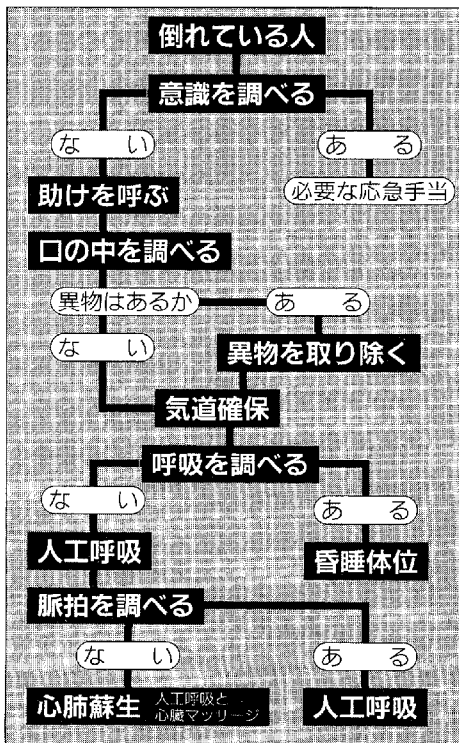 倒れている人
意識を調べる
な い
あ る
助けを呼ぶ
必要な応急手当
口の中を調べる
異物はあるか
あ る
な い
異物を取り除く
気道確保
呼吸を調べる
な い
あ る
人工呼吸
昏睡体位
脈拍を調べる
な い
あ る
心肺蘇生
人工呼吸と
心臓マッリージ
人工呼吸